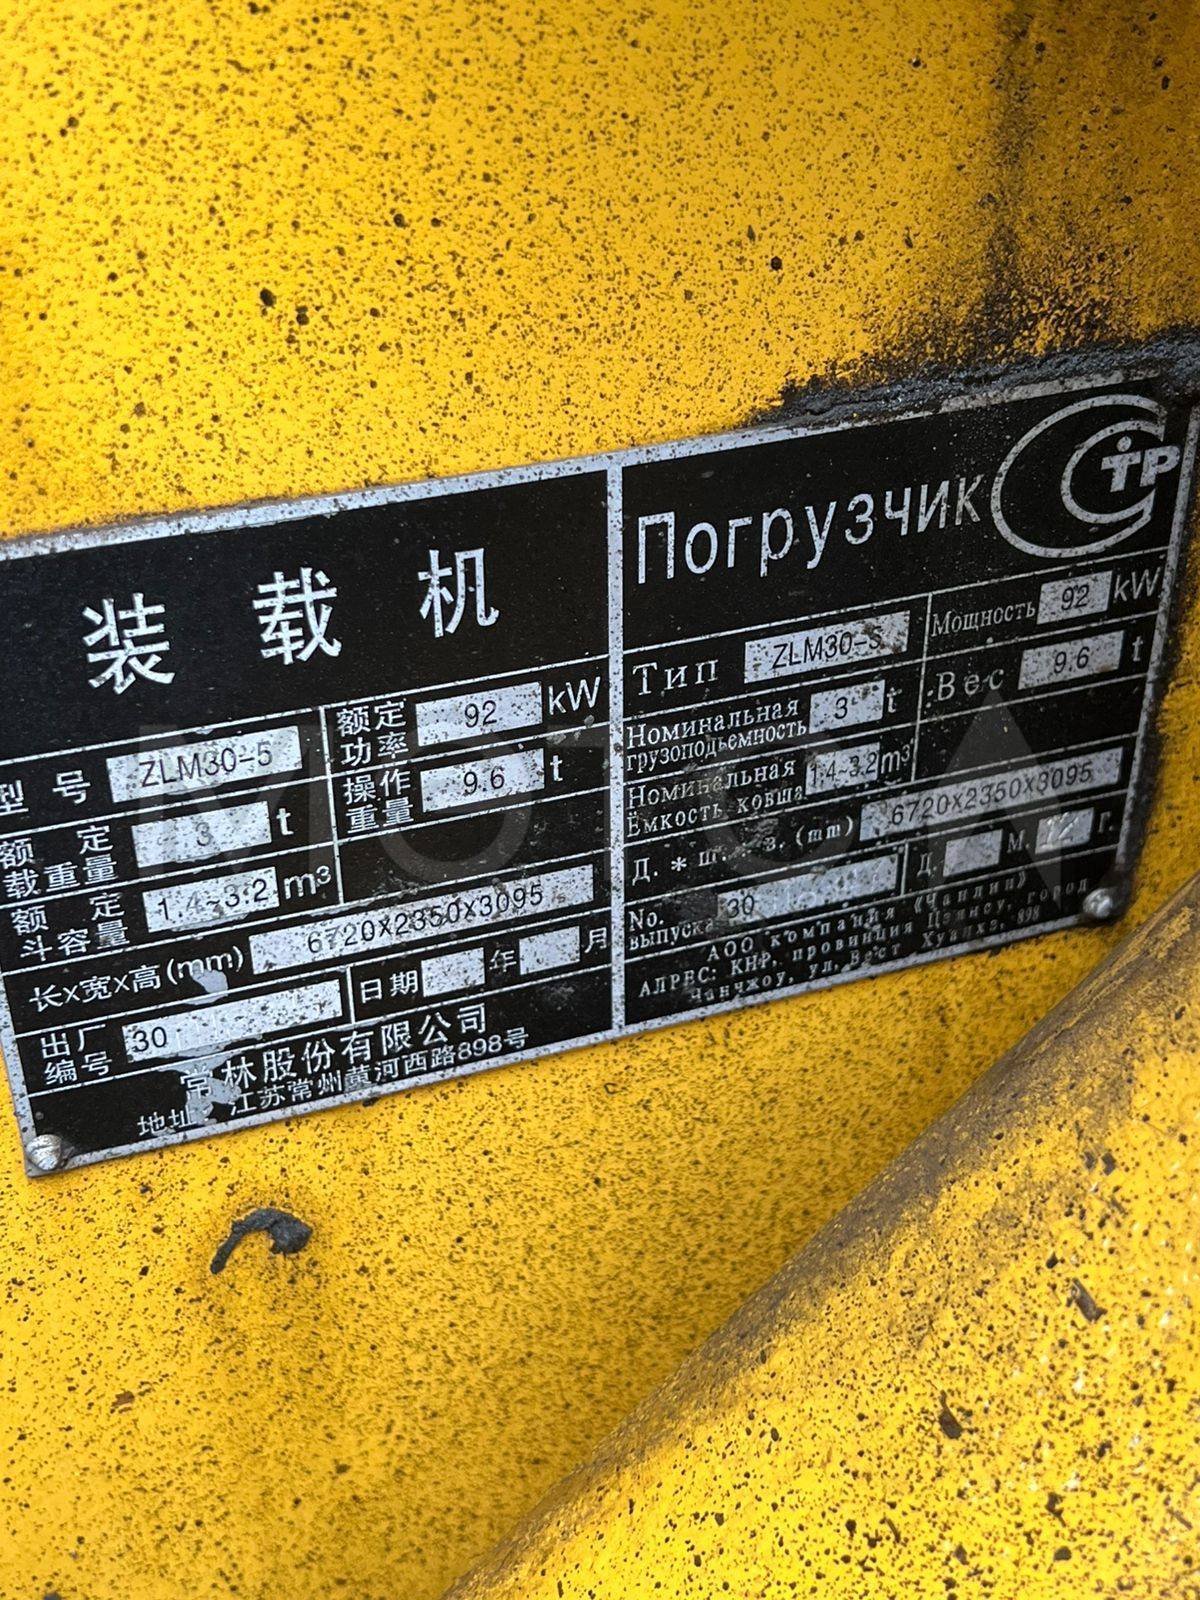 装载机
型号 ZLM30-5
额定功率 92 kW
额定载重量 3 t
操作重量 9.6 t
额定斗容量 1.4~3.2 m³
长×宽×高(mm) 6720X2350X3095
出厂编号 30
日期 年 月
常林股份有限公司
地址：江苏常州黄河西路898号
Погрузчик
СТР
Тип ZLM30-5
Мощность 92 kW
Номинальная грузоподьемность 3 t
Вес 9.6 t
Номинальная Ёмкость ковша 1.4~3.2 m³
(mm) 6720X2350X3095
No. выпуска 30
Д. М. 12 Г.
АОО компания «Чанлин»
АДРЕС: КНР, провинция Цзянсу, город
Чанчжоу, ул. Вест Хуанхэ, 898
MOTCA